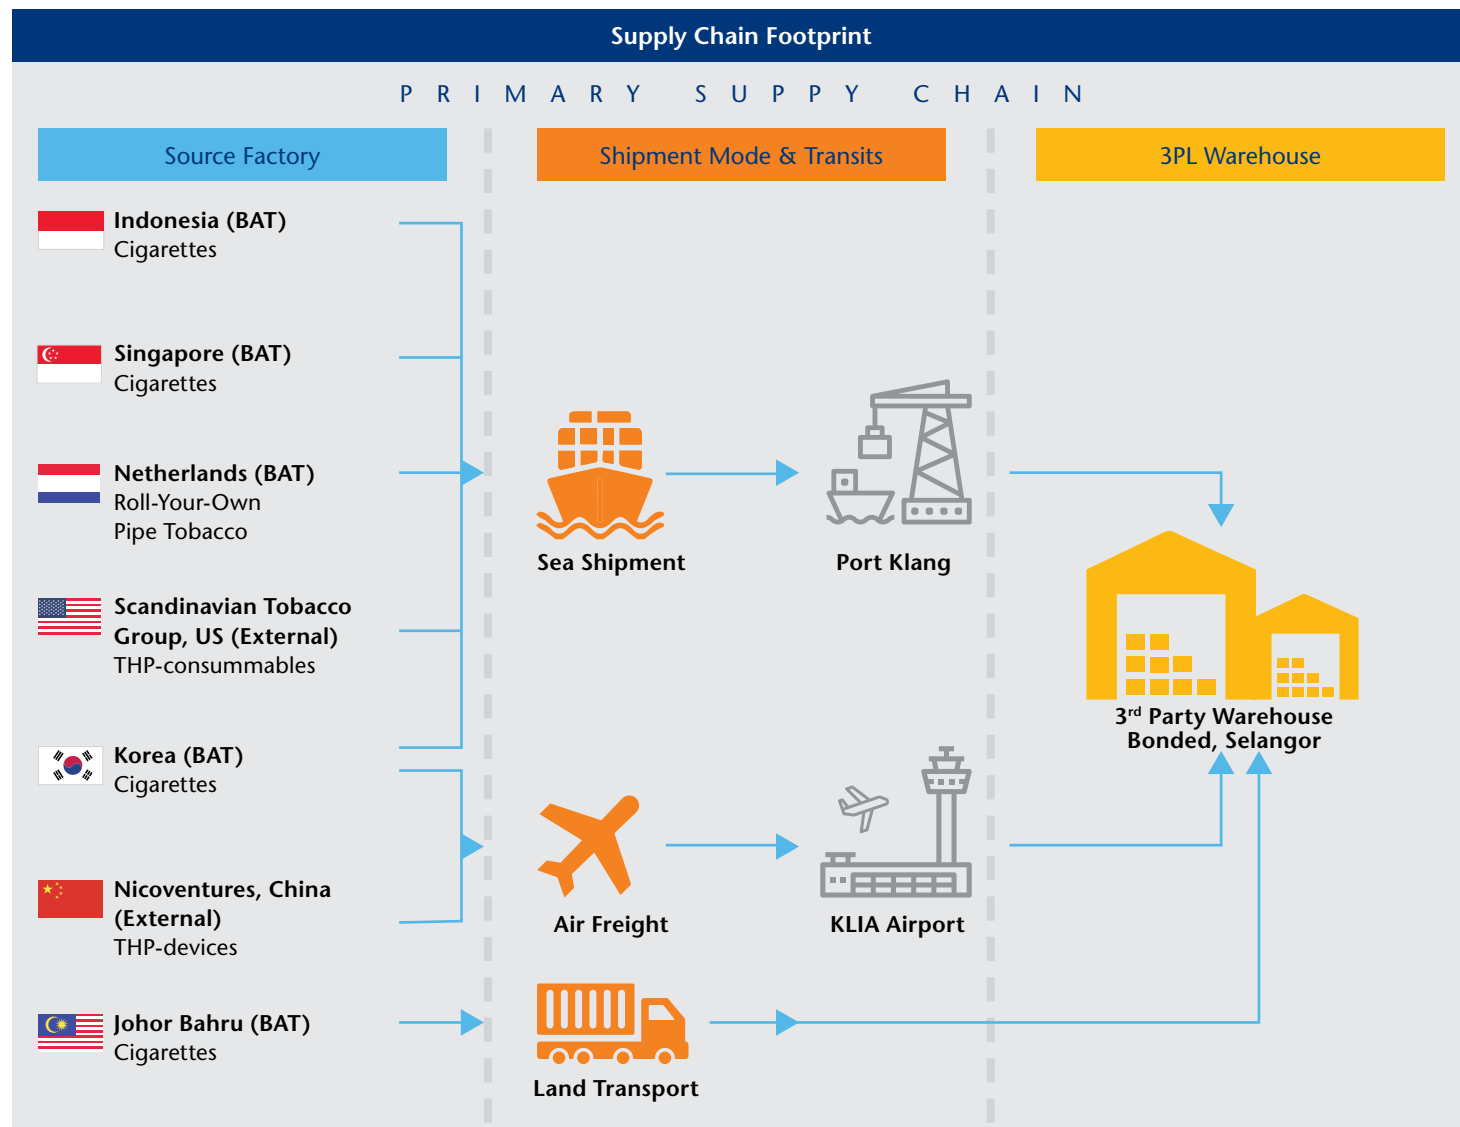 Supply Chain Footprint
PRIMARY SUPPLY CHAIN
Source Factory
Shipment Mode & Transits
3PL Warehouse
Indonesia (BAT)
Cigarettes
Singapore (BAT)
Cigarettes
Netherlands (BAT)
Roll-Your-Own
Pipe Tobacco
Scandinavian Tobacco
Group, US (External)
THP-consummables
Korea (BAT)
Cigarettes
Nicoventures, China
(External)
THP-devices
Johor Bahru (BAT)
Cigarettes
Sea Shipment
Port Klang
Air Freight
KLIA Airport
Land Transport
3rd Party Warehouse
Bonded, Selangor